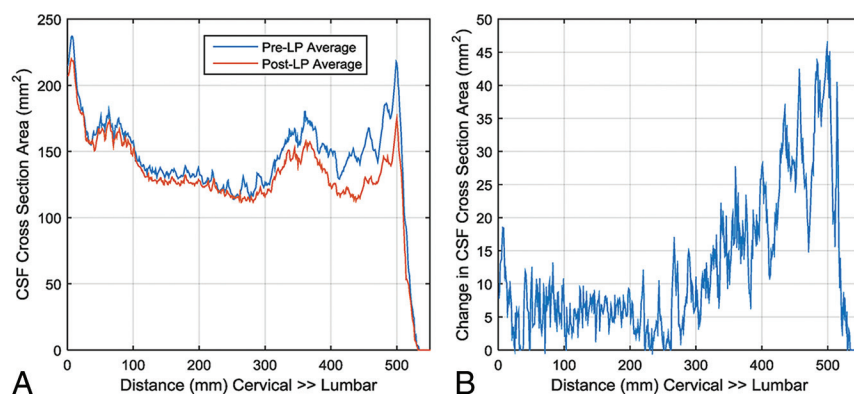 250
200
150
100
50
0
CSF Cross Section Area (mm2)
Pre-LP Average
Post-LP Average
0 100 200 300 400 500
Distance (mm) Cervical >> Lumbar
A
50
45
40
35
30
25
20
15
10
5
0
Change in CSF Cross Section Area (mm2)
0 100 200 300 400 500
Distance (mm) Cervical >> Lumbar
B